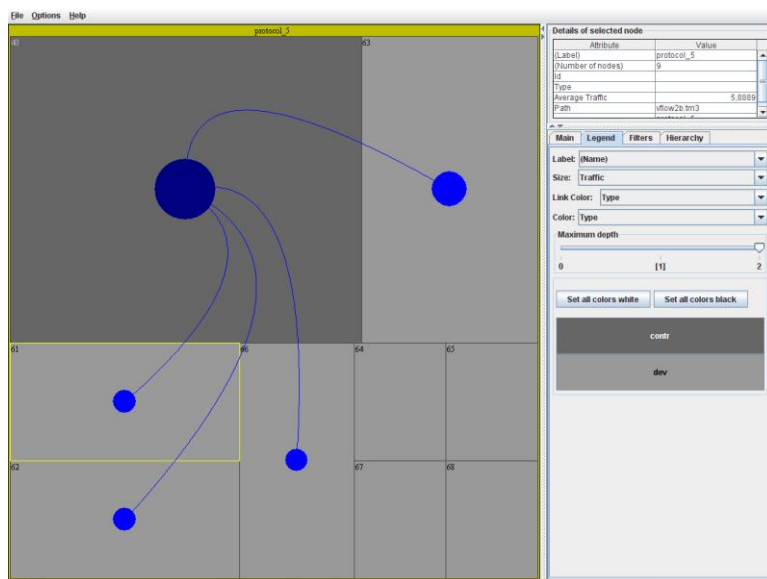 File Options Help
protocol_5
40
63
61
66
64
65
62
67
68
Details of selected node
Attribute Value
(Label) protocol_5
(Number of nodes) 9
Id
Type
Average Traffic 5,8889
Path vflow2b.tm3
protocol_5
Main Legend Filters Hierarchy
Label: (Name)
Size: Traffic
Link Color: Type
Color: Type
Maximum depth
0 [1] 2
Set all colors white Set all colors black
contr
dev